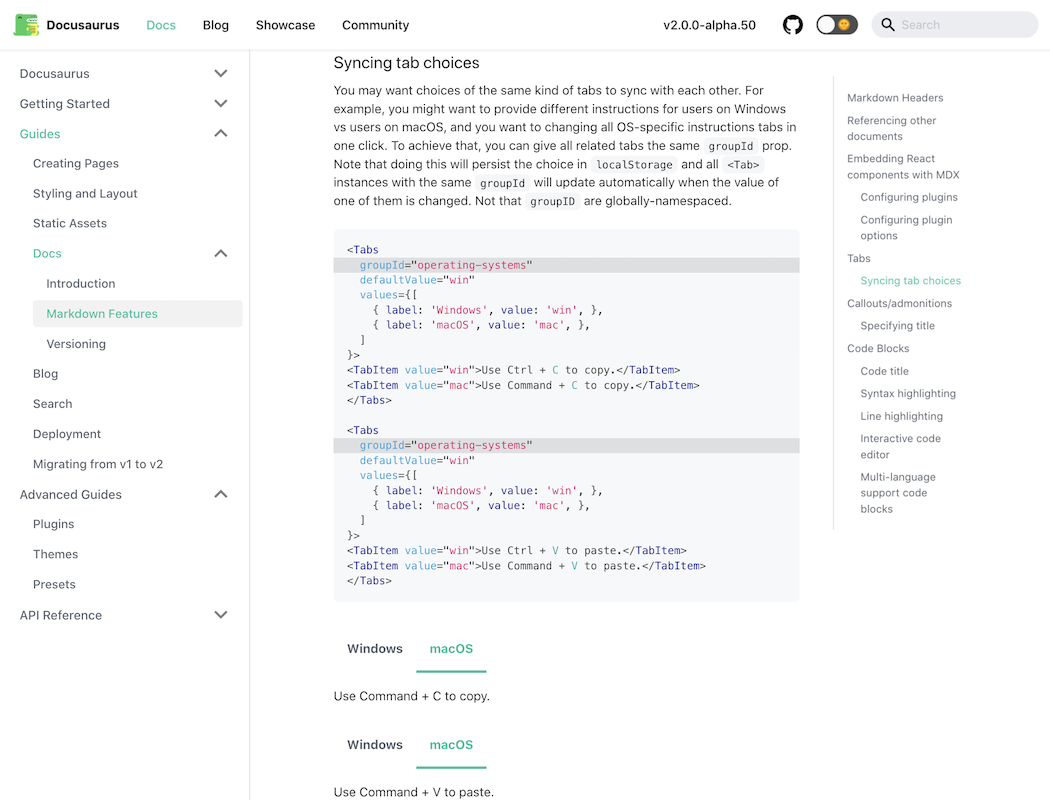 Docusaurus Docs Blog Showcase Community v2.0.0-alpha.50 Search
Docusaurus
Getting Started
Guides
Creating Pages
Styling and Layout
Static Assets
Docs
Introduction
Markdown Features
Versioning
Blog
Search
Deployment
Migrating from v1 to v2
Advanced Guides
Plugins
Themes
Presets
API Reference
Syncing tab choices
You may want choices of the same kind of tabs to sync with each other. For
example, you might want to provide different instructions for users on Windows
vs users on macOS, and you want to changing all OS-specific instructions tabs in
one click. To achieve that, you can give all related tabs the same groupId prop.
Note that doing this will persist the choice in localStorage and all <Tab>
instances with the same groupId will update automatically when the value of
one of them is changed. Not that groupID are globally-namespaced.
<Tabs
  groupId="operating-systems"
  defaultValue="win"
  values={[
    { label: 'Windows', value: 'win', },
    { label: 'macOS', value: 'mac', },
  ]
}>
<TabItem value="win">Use Ctrl + C to copy.</TabItem>
<TabItem value="mac">Use Command + C to copy.</TabItem>
</Tabs>
<Tabs
  groupId="operating-systems"
  defaultValue="win"
  values={[
    { label: 'Windows', value: 'win', },
    { label: 'macOS', value: 'mac', },
  ]
}>
<TabItem value="win">Use Ctrl + V to paste.</TabItem>
<TabItem value="mac">Use Command + V to paste.</TabItem>
</Tabs>
Windows macOS
Use Command + C to copy.
Windows macOS
Use Command + V to paste.
Markdown Headers
Referencing other
documents
Embedding React
components with MDX
Configuring plugins
Configuring plugin
options
Tabs
Syncing tab choices
Callouts/admonitions
Specifying title
Code Blocks
Code title
Syntax highlighting
Line highlighting
Interactive code
editor
Multi-language
support code
blocks